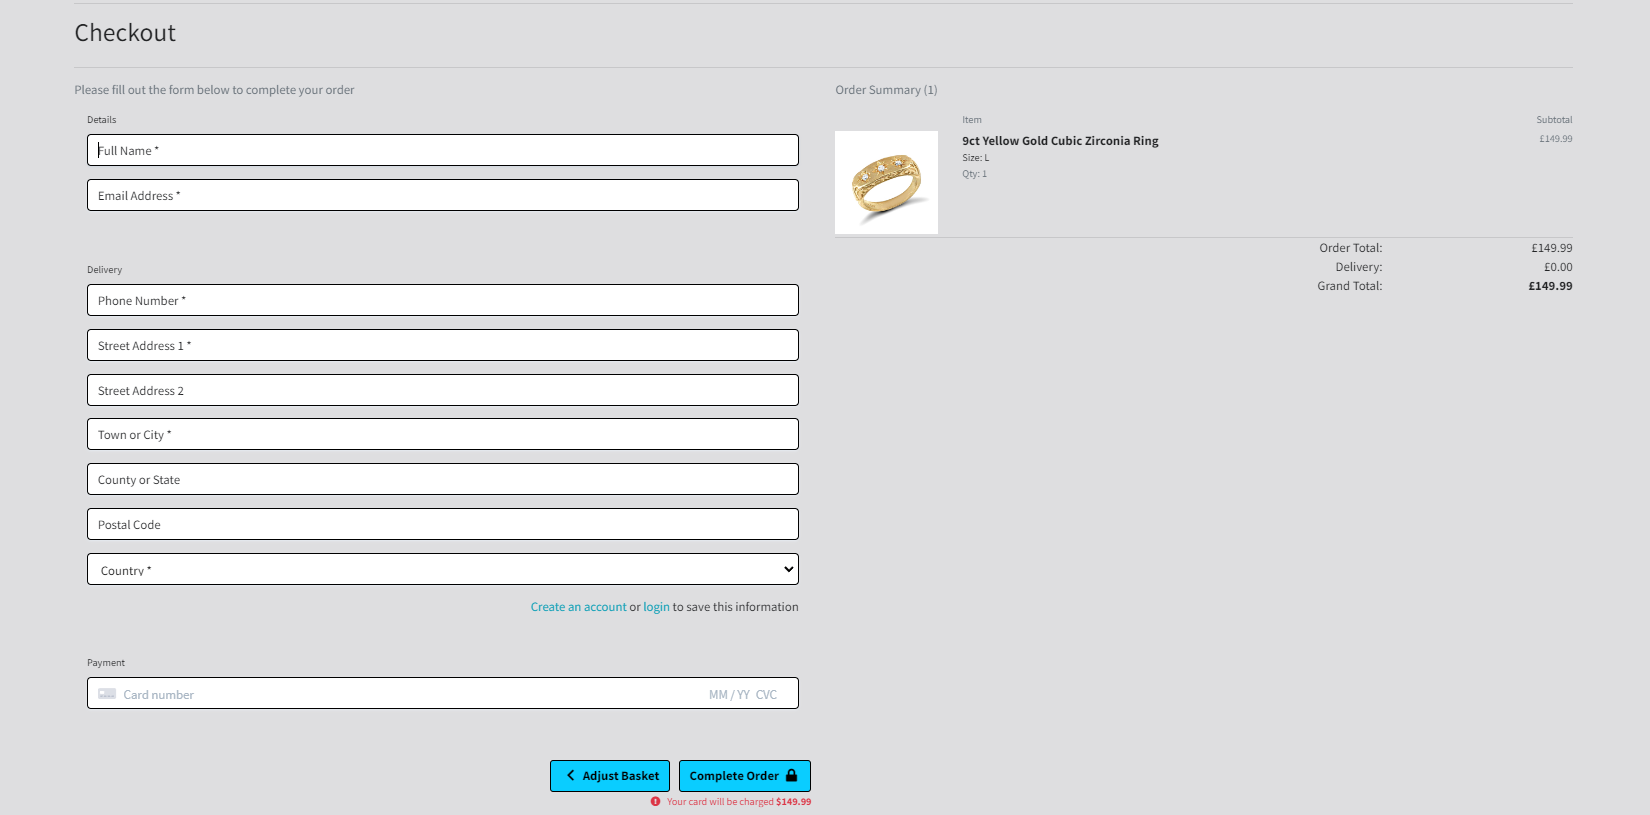 Checkout
Please fill out the form below to complete your order
Details
Full Name *
Email Address *
Delivery
Phone Number *
Street Address 1 *
Street Address 2
Town or City *
County or State
Postal Code
Country *
Create an account or login to save this information
Payment
Card number MM / YY CVC
Adjust Basket Complete Order
Your card will be charged $149.99
Order Summary (1)
Item Subtotal
9ct Yellow Gold Cubic Zirconia Ring £149.99
Size: L
Qty: 1
Order Total: £149.99
Delivery: £0.00
Grand Total: £149.99